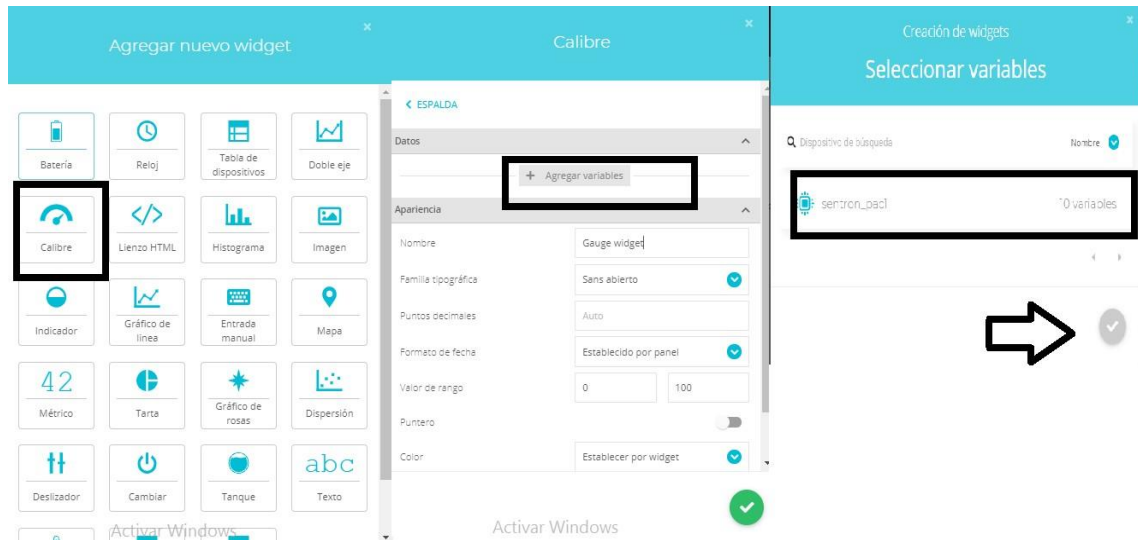 Agregar nuevo widget
Batería
Reloj
Tabla de
dispositivos
Doble eje
Calibre
Lienzo HTML
Histograma
Imagen
Indicador
Gráfico de
línea
Entrada
manual
Mapa
42
Métrico
Tarta
Gráfico de
rosas
Dispersión
Deslizador
Cambiar
Tanque
abc
Texto
Activar Windows
Calibre
ESPALDA
Datos
+ Agregar variables
Apariencia
Nombre
Gauge widget
Familia tipográfica
Sans abierto
Puntos decimales
Auto
Formato de fecha
Establecido por panel
Valor de rango
0
100
Puntero
Color
Establecer por widget
Activar Windows
Creación de widgets
Seleccionar variables
Dispositivo de búsqueda
Nombre
variables